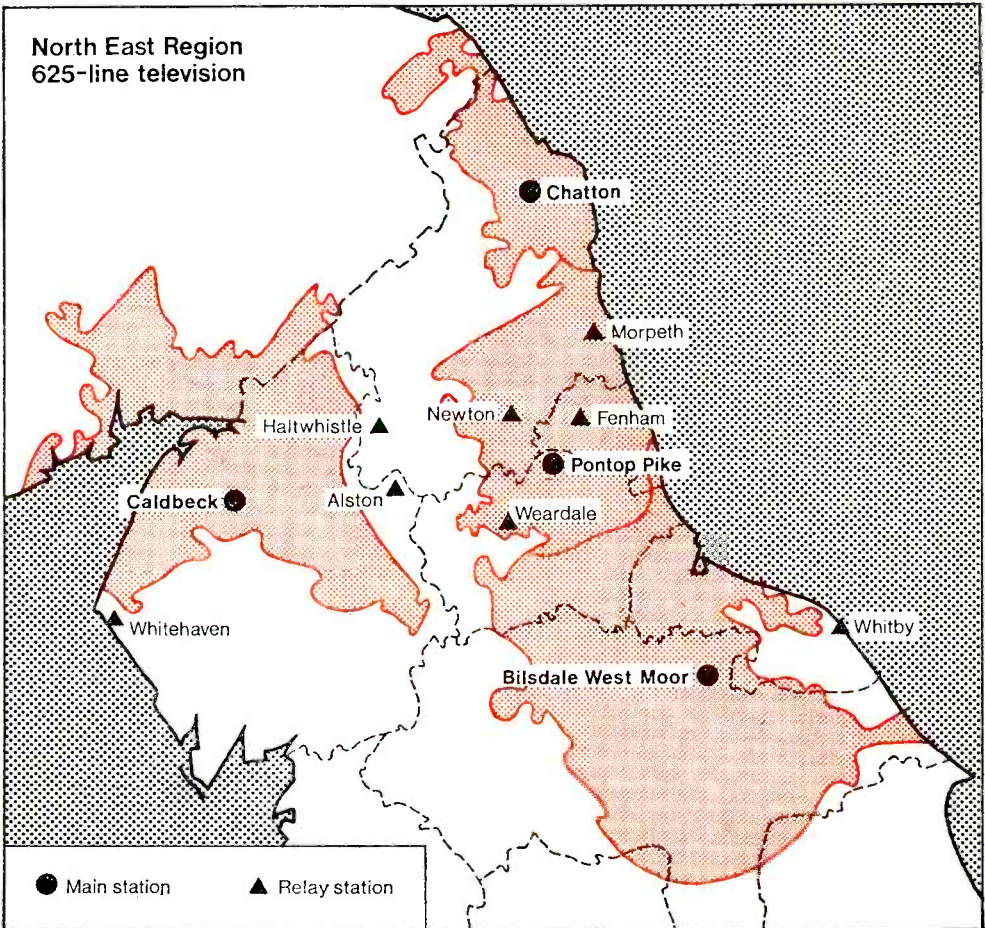 North East Region
625-line television
Chatton
Morpeth
Newton
Fenham
Haltwhistle
Pontop Pike
Caldbeck
Alston
Weardale
Whitehaven
Whitby
Bilsdale West Moor
Main station
Relay station